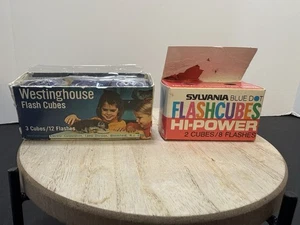 Westinghouse
Flash Cubes
3 Cubes/12 Flashes
SYLVANIA BLUE DOT
FLASHCUBES
HI-POWER
2 CUBES/8 FLASHES